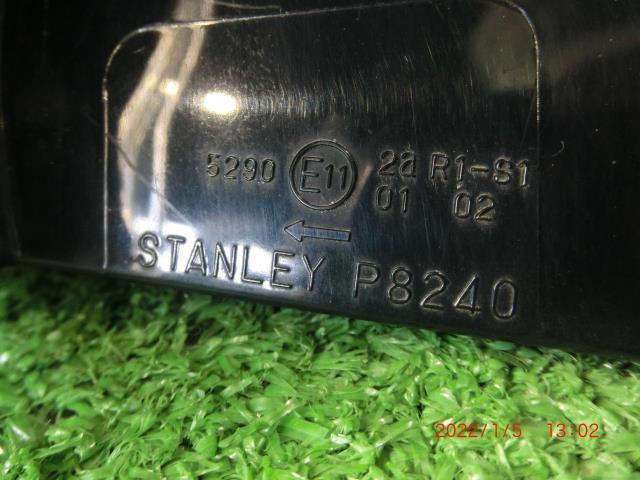 5290 E11 2a R1-S1
01 02
←
STANLEY P8240
2022/1/5 13:02